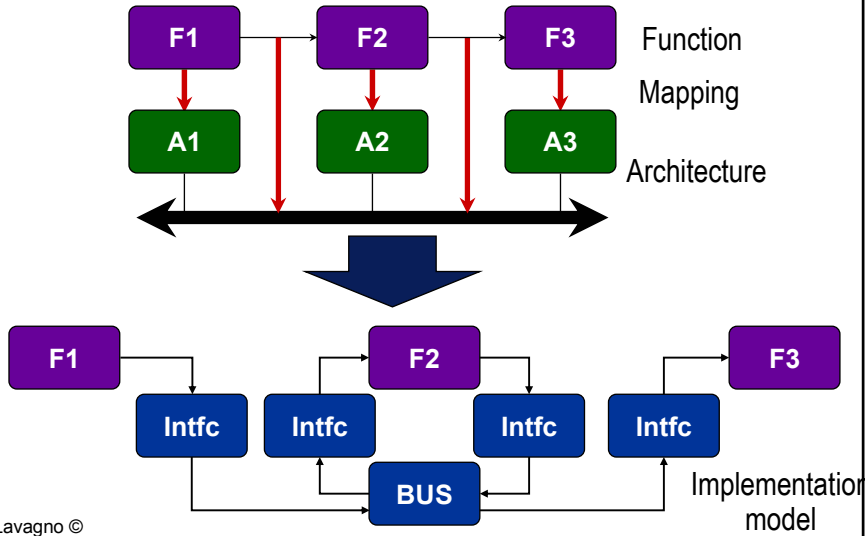 F1 F2 F3 Function
Mapping
A1 A2 A3
Architecture
F1 F2 F3
Intfc Intfc Intfc Intfc
BUS
Implementation
model
Lavagno ©